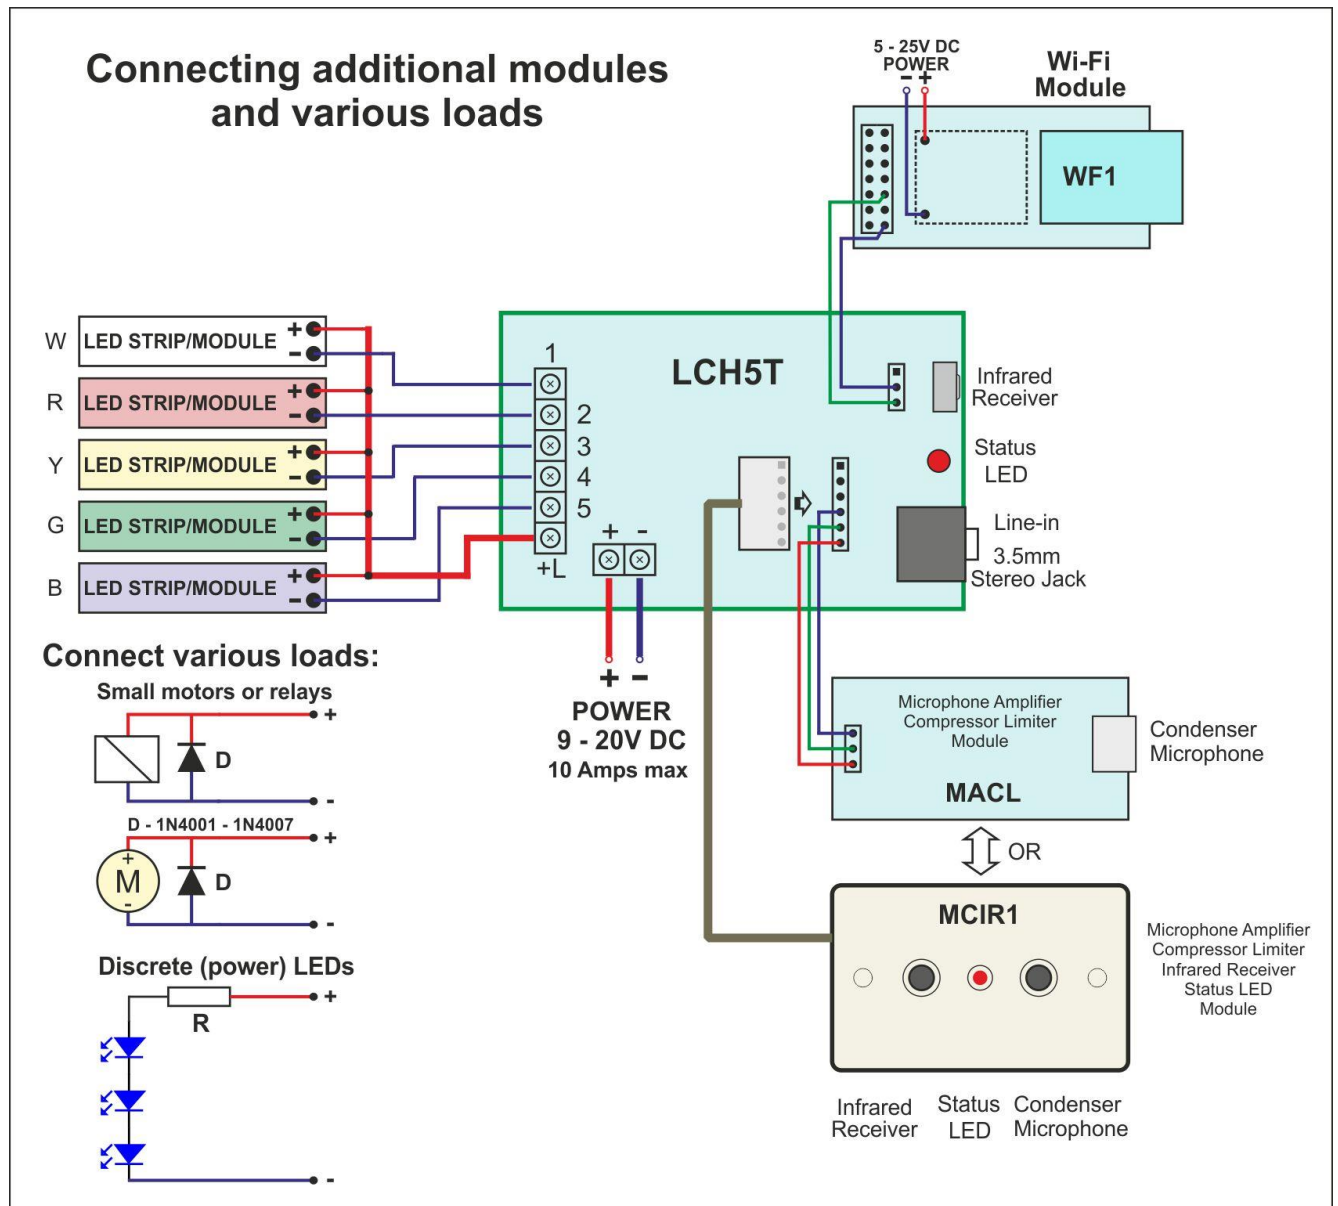 Connecting additional modules
and various loads
5 - 25V DC
POWER
- +
Wi-Fi
Module
WF1
W LED STRIP/MODULE + -
R LED STRIP/MODULE + -
Y LED STRIP/MODULE + -
G LED STRIP/MODULE + -
B LED STRIP/MODULE + -
LCH5T
1
2
3
4
5
+L
+ -
Infrared
Receiver
Status
LED
Line-in
3.5mm
Stereo Jack
+ -
POWER
9 - 20V DC
10 Amps max
Connect various loads:
Small motors or relays
+
D
-
D - 1N4001 - 1N4007
+
+
M
-
D
-
Discrete (power) LEDs
+
R
-
Microphone Amplifier
Compressor Limiter
Module
MACL
Condenser
Microphone
OR
MCIR1
Microphone Amplifier
Compressor Limiter
Infrared Receiver
Status LED
Module
Infrared
Receiver
Status
LED
Condenser
Microphone